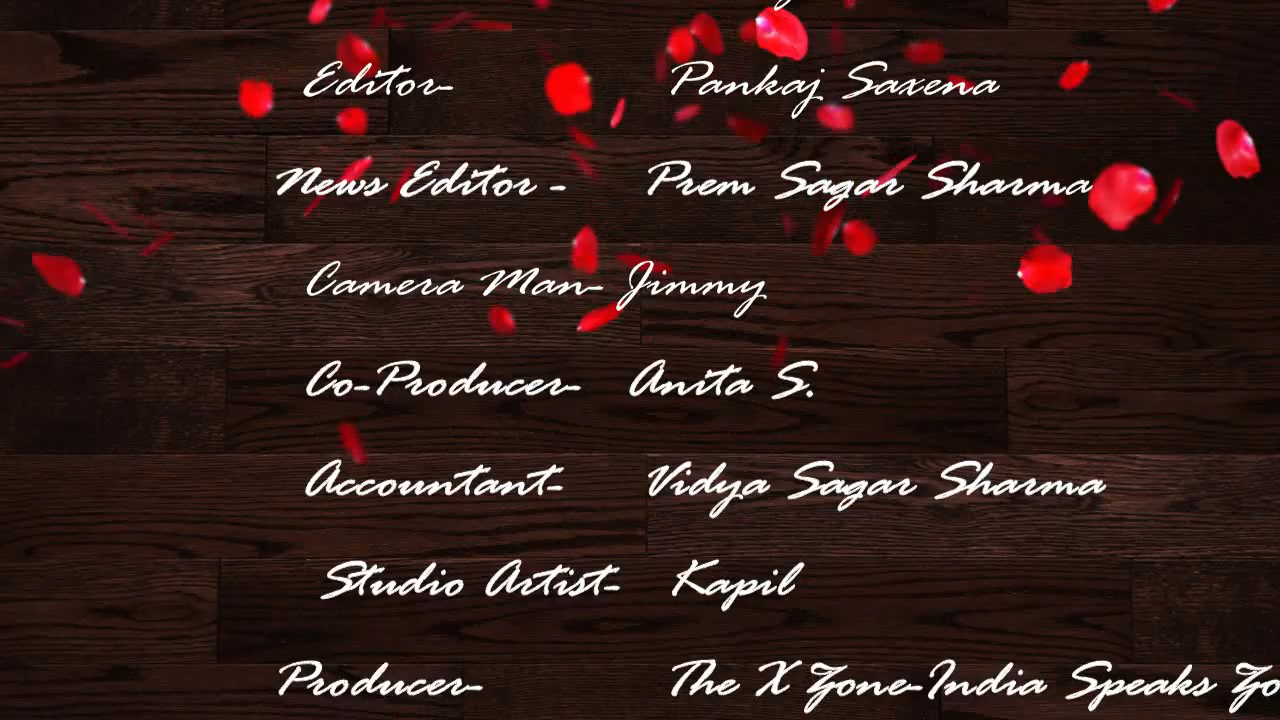 Editor- Pankaj Saxena
News Editor - Prem Sagar Sharma
Camera Man- Jimmy
Co-Producer- Anita S.
Accountant- Vidya Sagar Sharma
Studio Artist- Kapil
Producer- The X Zone-India Speaks